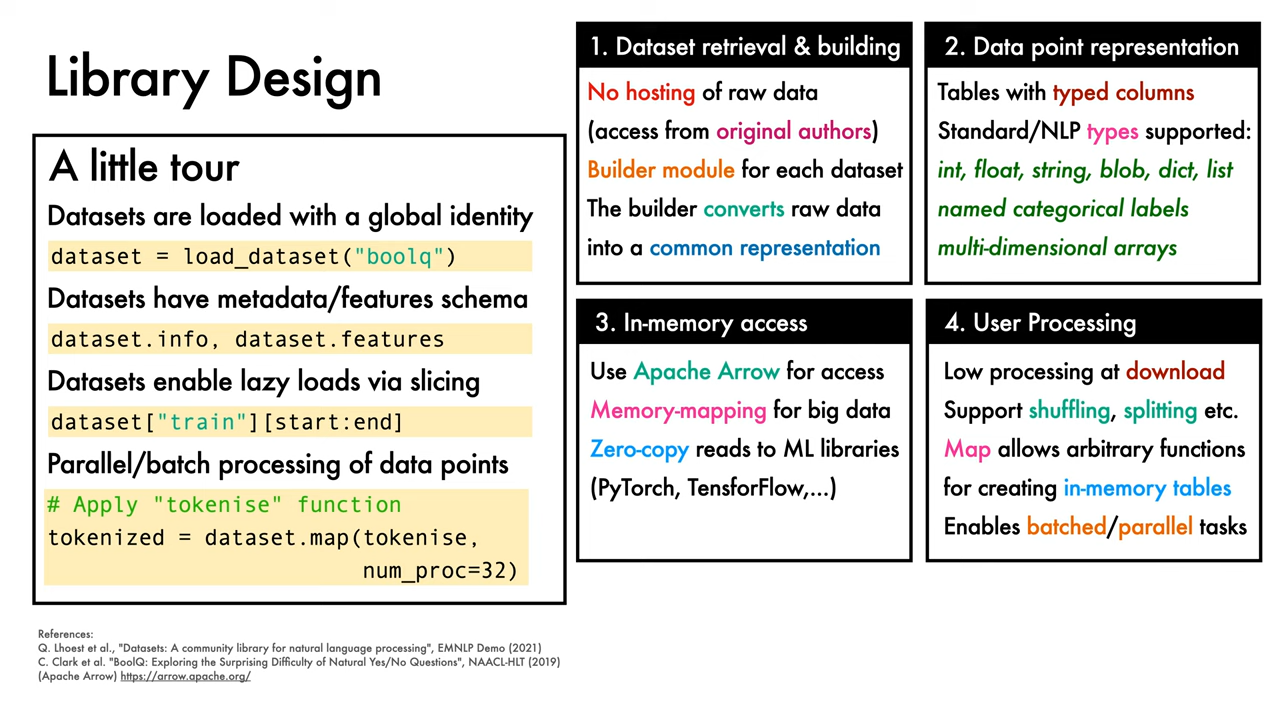 Library Design
A little tour
Datasets are loaded with a global identity
dataset = load_dataset("boolq")
Datasets have metadata/features schema
dataset.info, dataset.features
Datasets enable lazy loads via slicing
dataset["train"][start:end]
Parallel/batch processing of data points
# Apply "tokenise" function
tokenized = dataset.map(tokenise,
num_proc=32)
1. Dataset retrieval & building
No hosting of raw data
(access from original authors)
Builder module for each dataset
The builder converts raw data
into a common representation
2. Data point representation
Tables with typed columns
Standard/NLP types supported:
int, float, string, blob, dict, list
named categorical labels
multi-dimensional arrays
3. In-memory access
Use Apache Arrow for access
Memory-mapping for big data
Zero-copy reads to ML libraries
(PyTorch, TensforFlow,...)
4. User Processing
Low processing at download
Support shuffling, splitting etc.
Map allows arbitrary functions
for creating in-memory tables
Enables batched/parallel tasks
References:
Q. Lhoest et al., "Datasets: A community library for natural language processing", EMNLP Demo (2021)
C. Clark et al. "BoolQ: Exploring the Surprising Difficulty of Natural Yes/No Questions", NAACL-HLT (2019)
(Apache Arrow) https://arrow.apache.org/